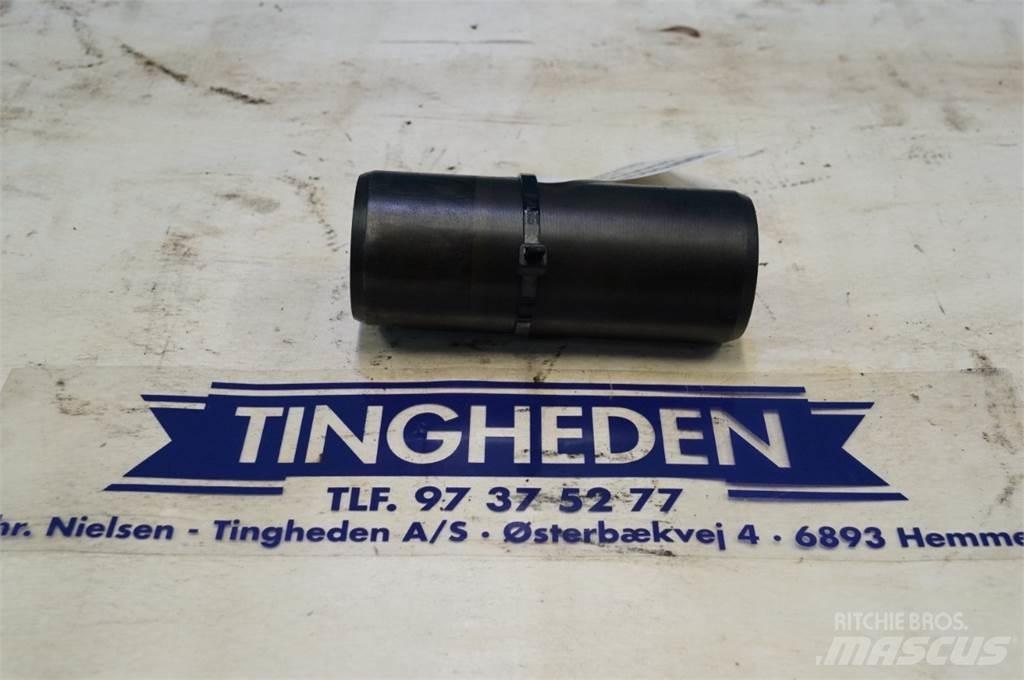 TINGHEDEN
TLF. 97 37 52 77
hr. Nielsen - Tingheden A/S · Østerbækvej 4 · 6893 Hemme
RITCHIE BROS.
MASCUS